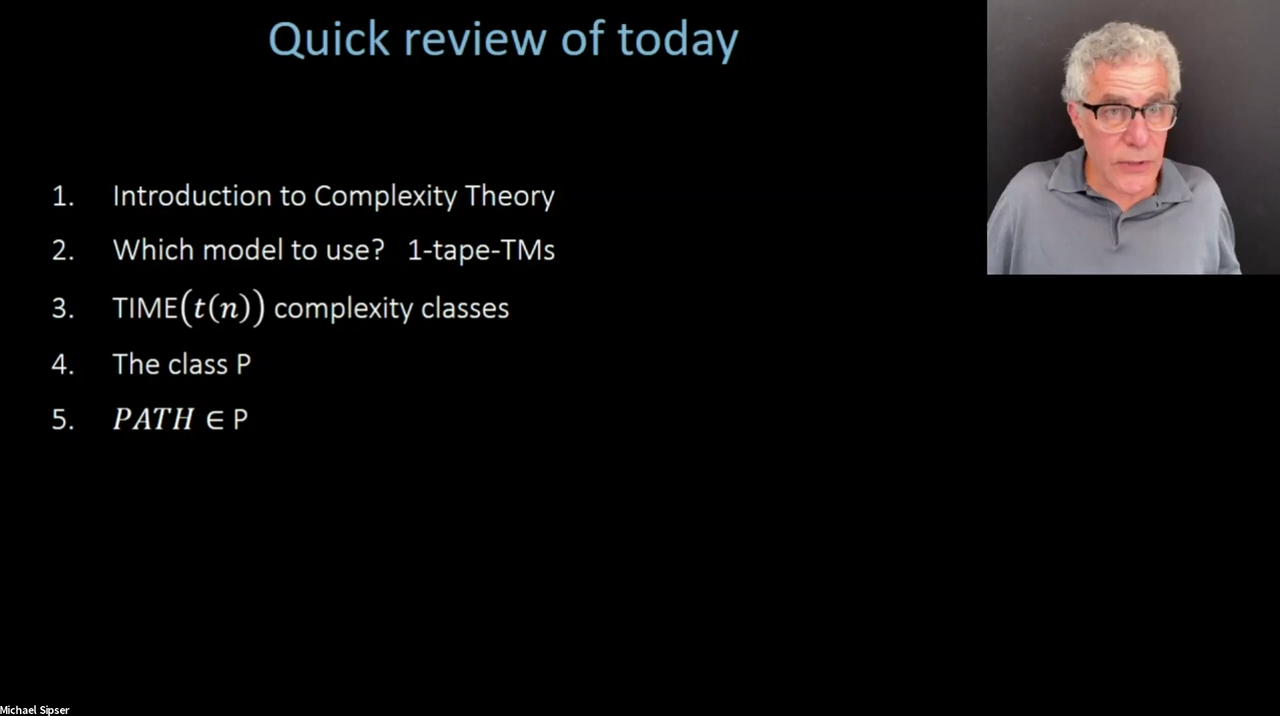 Quick review of today
1. Introduction to Complexity Theory
2. Which model to use? 1-tape-TMs
3. TIME(t(n)) complexity classes
4. The class P
5. PATH ∈ P
Michael Sipser